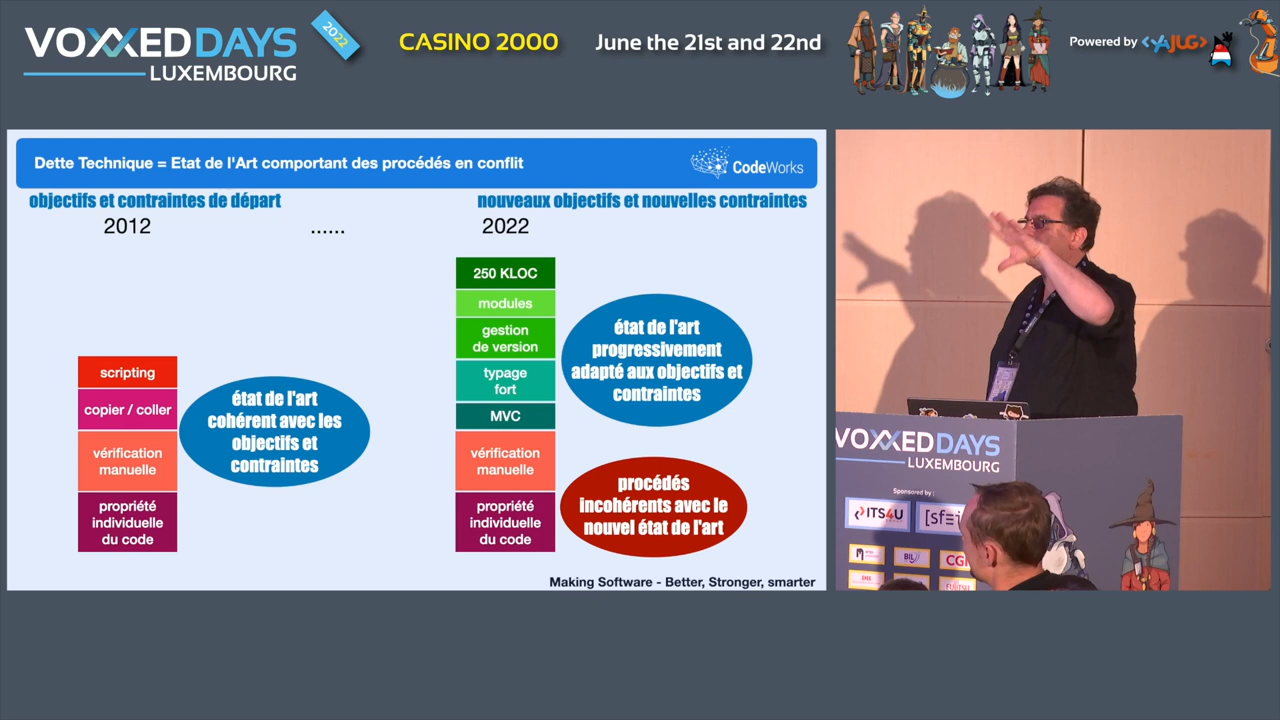 VOXXED DAYS
LUXEMBOURG
2022
CASINO 2000
June the 21st and 22nd
Powered by <YAJUG>
Dette Technique = Etat de l'Art comportant des procédés en conflit
CodeWorks
objectifs et contraintes de départ
nouveaux objectifs et nouvelles contraintes
2012
......
2022
scripting
copier / coller
vérification
manuelle
propriété
individuelle
du code
état de l'art
cohérent avec les
objectifs et
contraintes
250 KLOC
modules
gestion
de version
typage
fort
MVC
vérification
manuelle
propriété
individuelle
du code
état de l'art
progressivement
adapté aux objectifs et
contraintes
procédés
incohérents avec le
nouvel état de l'art
Making Software - Better, Stronger, smarter
VOXXED DAYS
LUXEMBOURG
Sponsored by :
ITS4U
BIL